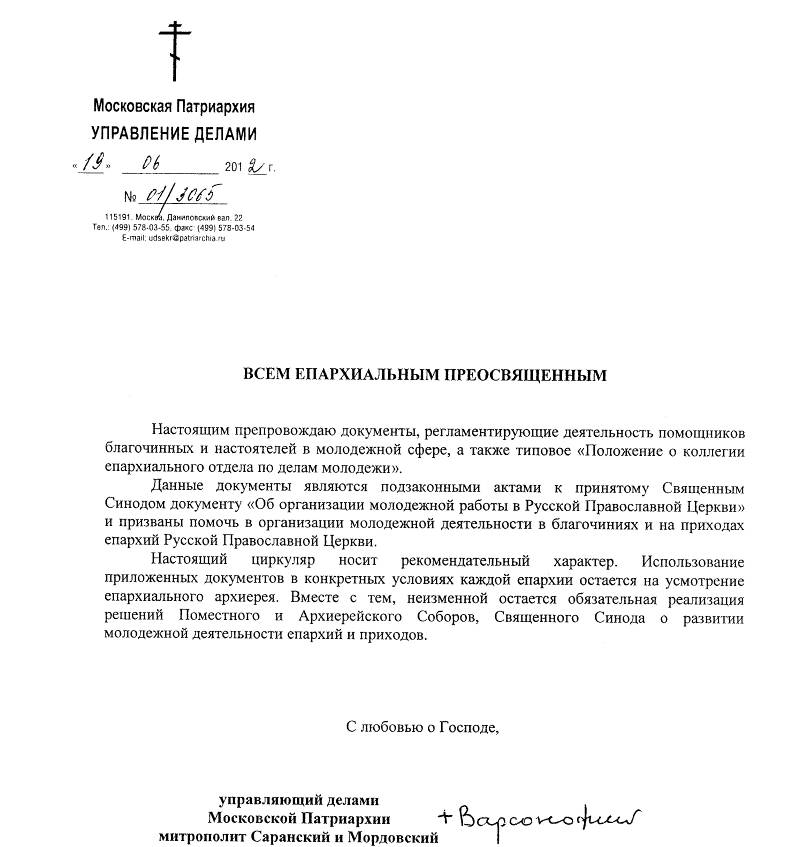 Московская Патриархия
УПРАВЛЕНИЕ ДЕЛАМИ
«19» 06 2012 г.
№ 01/3065
115191, Москва, Даниловский вал, 22
Тел.: (499) 578-03-55, факс: (499) 578-03-54
E-mail: udsekr@patriarchia.ru
ВСЕМ ЕПАРХИАЛЬНЫМ ПРЕОСВЯЩЕННЫМ
Настоящим препровождаю документы, регламентирующие деятельность помощников
благочинных и настоятелей в молодежной сфере, а также типовое «Положение о коллегии
епархиального отдела по делам молодежи».
Данные документы являются подзаконными актами к принятому Священным
Синодом документу «Об организации молодежной работы в Русской Православной Церкви»
и призваны помочь в организации молодежной деятельности в благочиниях и на приходах
епархий Русской Православной Церкви.
Настоящий циркуляр носит рекомендательный характер. Использование
приложенных документов в конкретных условиях каждой епархии остается на усмотрение
епархиального архиерея. Вместе с тем, неизменной остается обязательная реализация
решений Поместного и Архиерейского Соборов, Священного Синода о развитии
молодежной деятельности епархий и приходов.
С любовью о Господе,
управляющий делами
Московской Патриархии
митрополит Саранский и Мордовский
+ Варсонофий